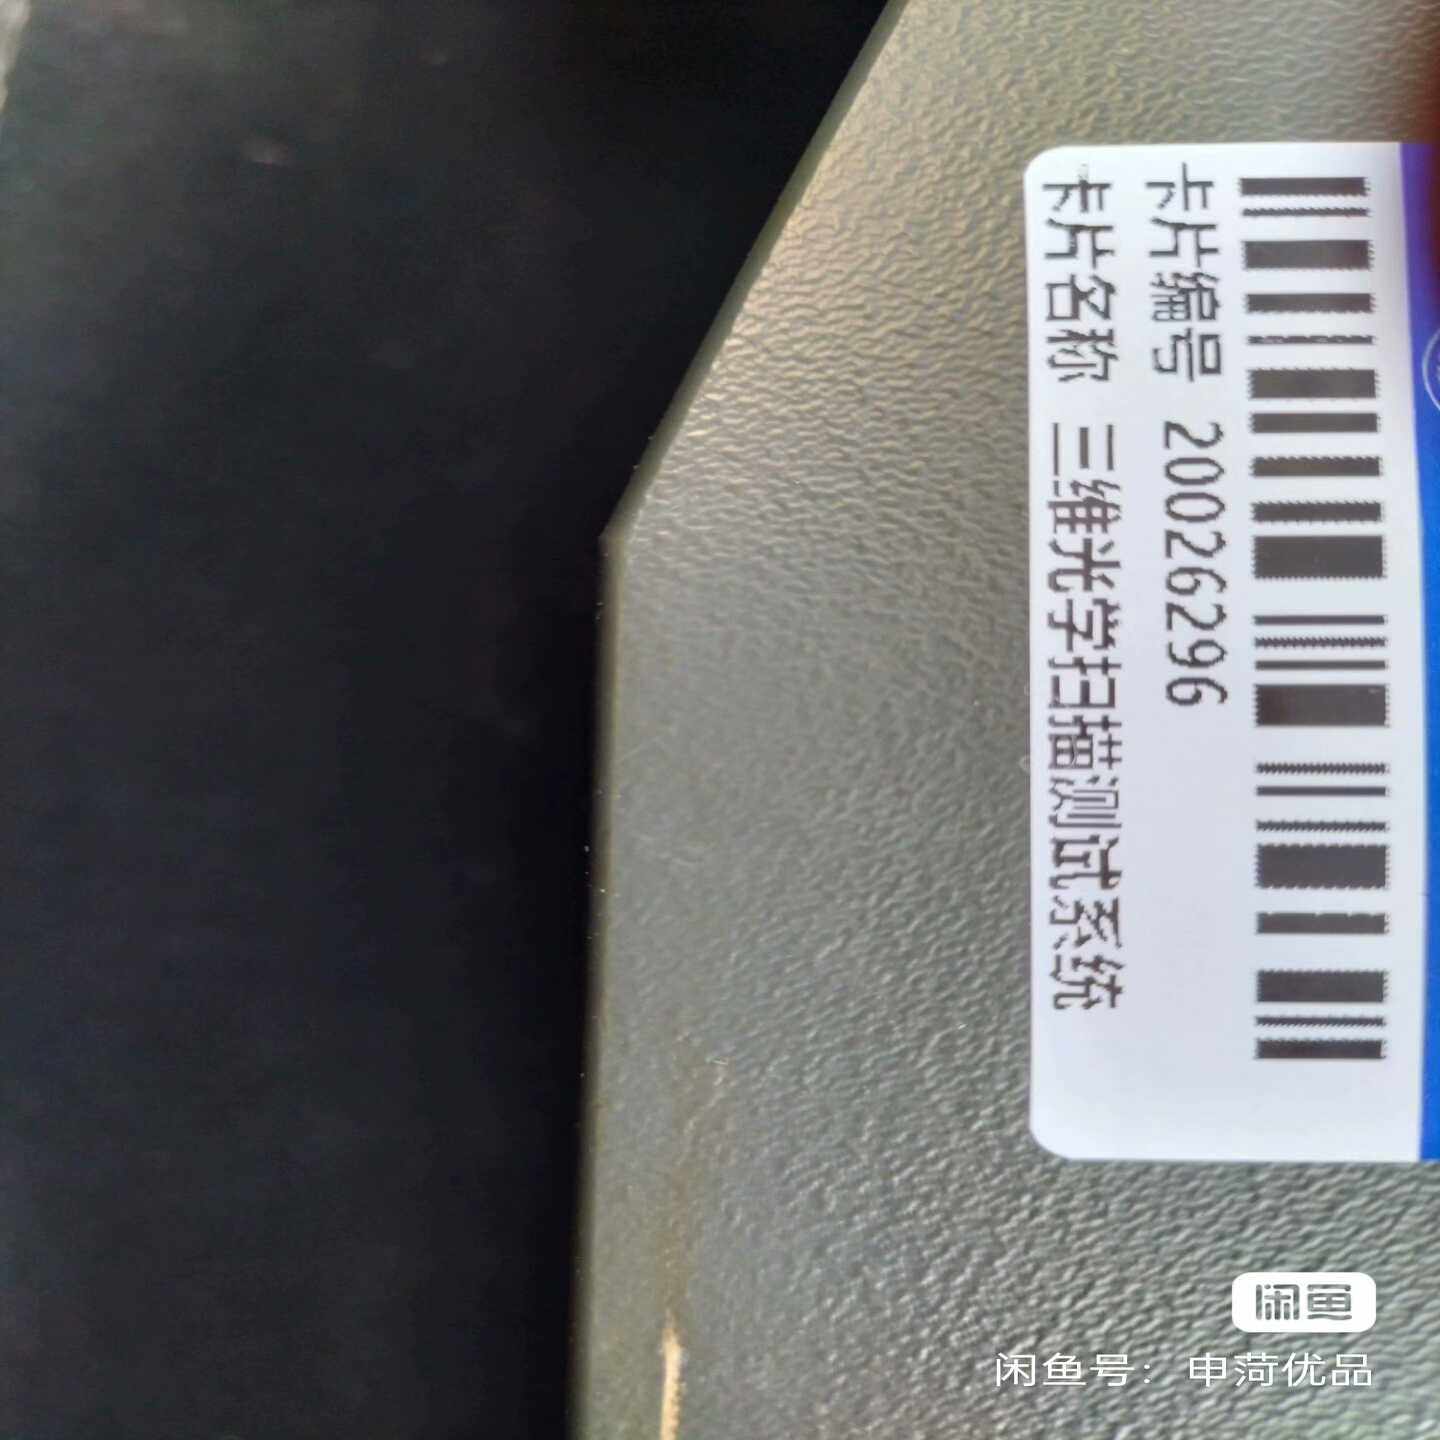 卡片编号 20026296
卡片名称 三维光学扫描测试系统
闲鱼
闲鱼号：申菏优品